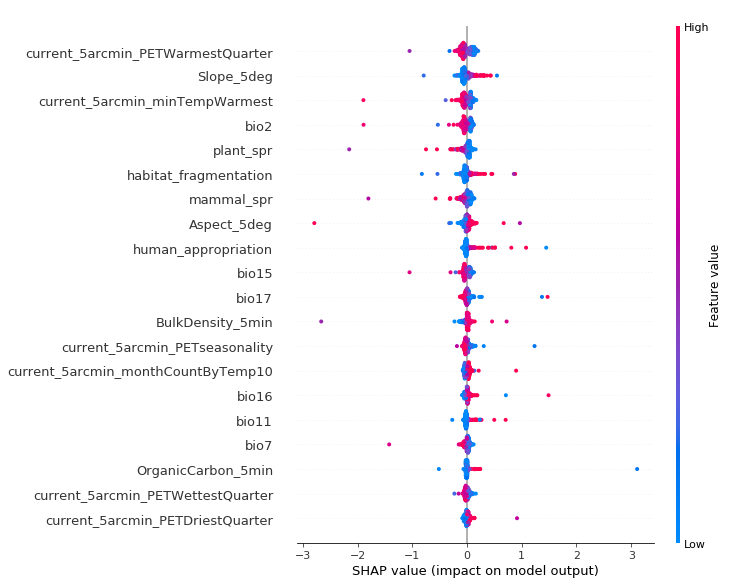 High
current_5arcmin_PETWarmestQuarter
Slope_5deg
current_5arcmin_minTempWarmest
bio2
plant_spr
habitat_fragmentation
mammal_spr
Aspect_5deg
human_appropriation
bio15
bio17
BulkDensity_5min
current_5arcmin_PETseasonality
current_5arcmin_monthCountByTemp10
bio16
bio11
bio7
OrganicCarbon_5min
current_5arcmin_PETWettestQuarter
current_5arcmin_PETDriestQuarter
Feature value
Low
−3 −2 −1 0 1 2 3
SHAP value (impact on model output)